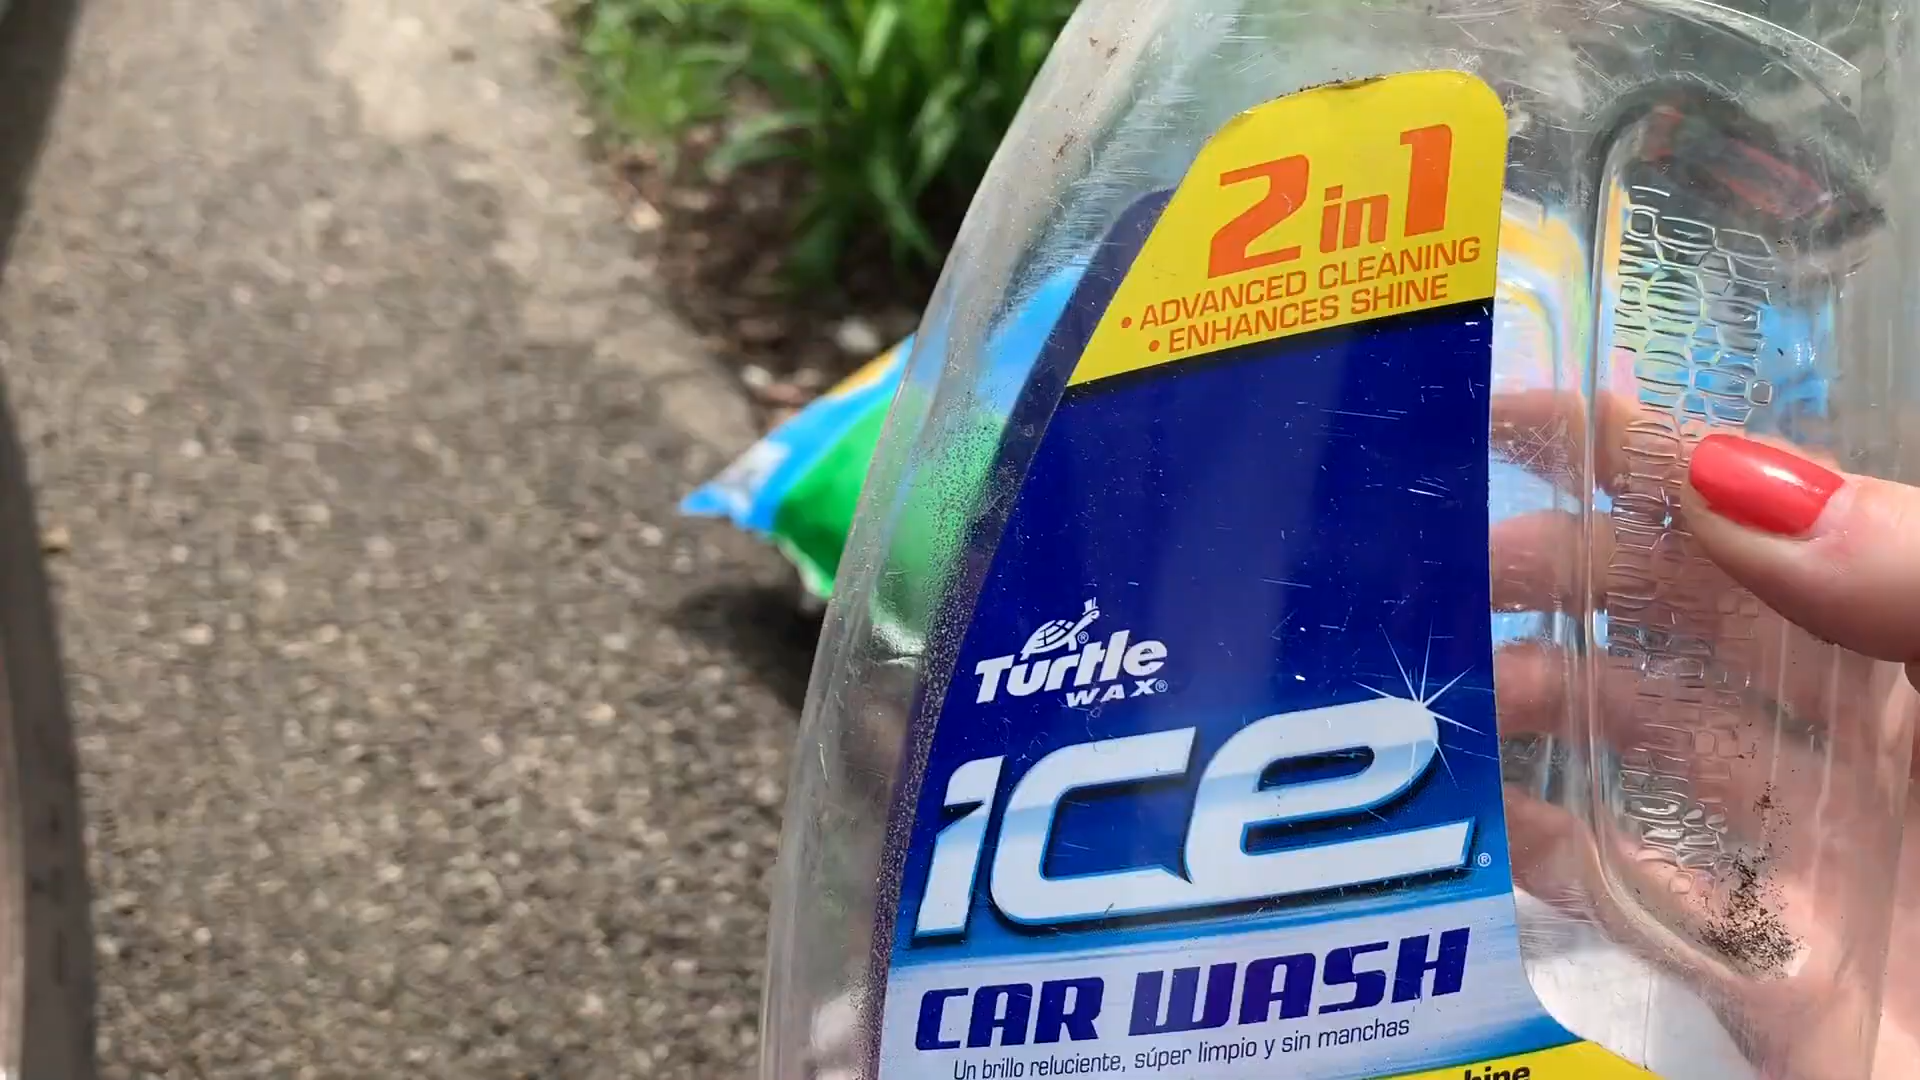 2 in 1
• ADVANCED CLEANING
• ENHANCES SHINE
Turtle
WAX®
ice®
CAR WASH
Un brillo reluciente, súper limpio y sin manchas